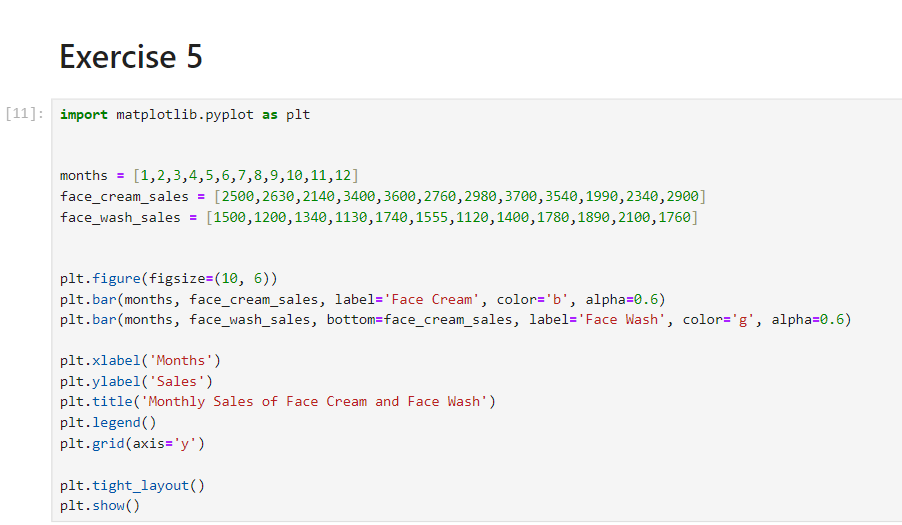 Exercise 5
[11]: import matplotlib.pyplot as plt
months = [1,2,3,4,5,6,7,8,9,10,11,12]
face_cream_sales = [2500,2630,2140,3400,3600,2760,2980,3700,3540,1990,2340,2900]
face_wash_sales = [1500,1200,1340,1130,1740,1555,1120,1400,1780,1890,2100,1760]
plt.figure(figsize=(10, 6))
plt.bar(months, face_cream_sales, label='Face Cream', color='b', alpha=0.6)
plt.bar(months, face_wash_sales, bottom=face_cream_sales, label='Face Wash', color='g', alpha=0.6)
plt.xlabel('Months')
plt.ylabel('Sales')
plt.title('Monthly Sales of Face Cream and Face Wash')
plt.legend()
plt.grid(axis='y')
plt.tight_layout()
plt.show()